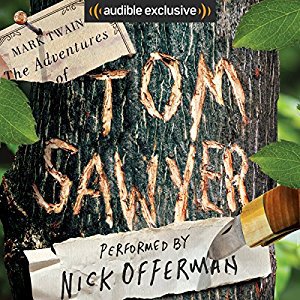 audible exclusive
MARK TWAIN
The Adventures
of
TOM
SAWYER
PERFORMED BY
NICK OFFERMAN